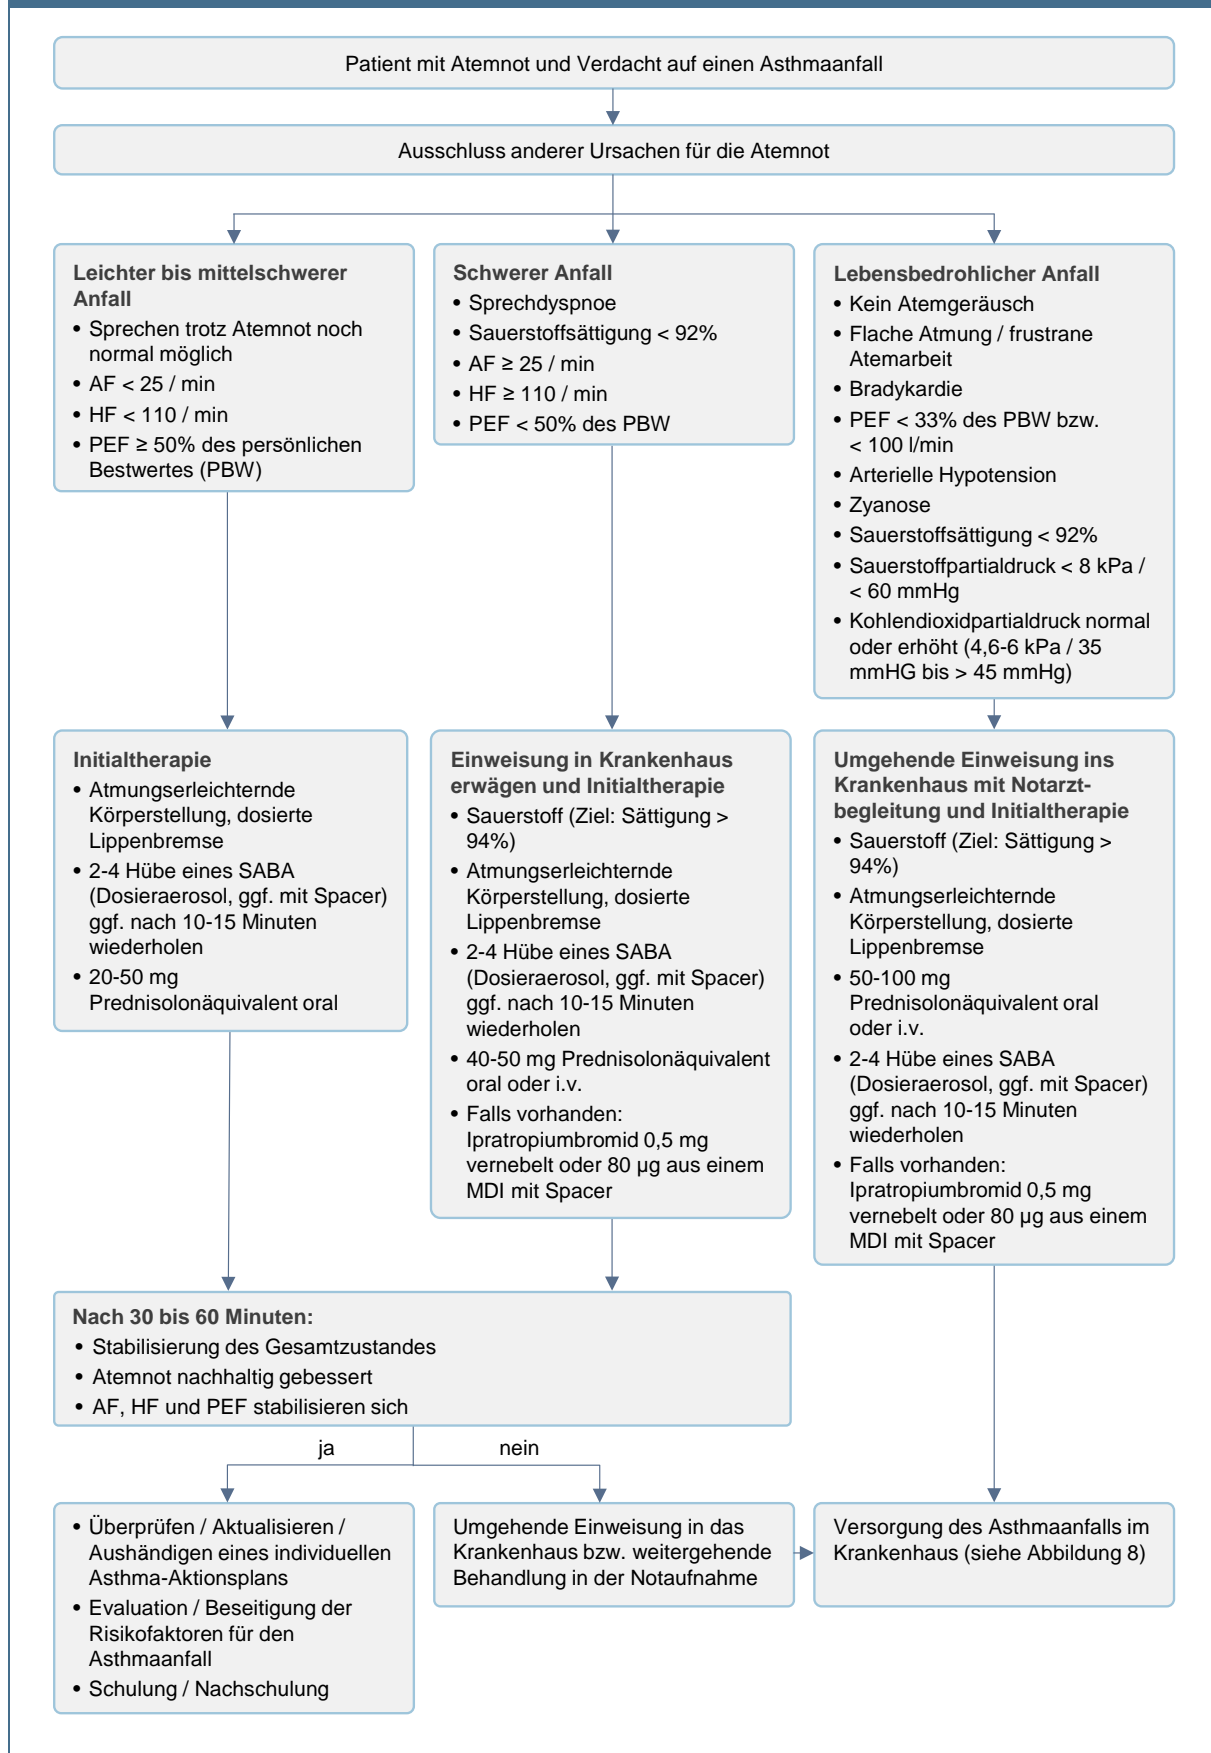 Patient mit Atemnot und Verdacht auf einen Asthmaanfall
Ausschluss anderer Ursachen für die Atemnot
Leichter bis mittelschwerer
Anfall
• Sprechen trotz Atemnot noch
normal möglich
• AF < 25 / min
• HF < 110 / min
• PEF ≥ 50% des persönlichen
Bestwertes (PBW)
Schwerer Anfall
• Sprechdyspnoe
• Sauerstoffsättigung < 92%
• AF ≥ 25 / min
• HF ≥ 110 / min
• PEF < 50% des PBW
Lebensbedrohlicher Anfall
• Kein Atemgeräusch
• Flache Atmung / frustrane
Atemarbeit
• Bradykardie
• PEF < 33% des PBW bzw.
< 100 l/min
• Arterielle Hypotension
• Zyanose
• Sauerstoffsättigung < 92%
• Sauerstoffpartialdruck < 8 kPa /
< 60 mmHg
• Kohlendioxidpartialdruck normal
oder erhöht (4,6-6 kPa / 35
mmHG bis > 45 mmHg)
Initialtherapie
• Atmungserleichternde
Körperstellung, dosierte
Lippenbremse
• 2-4 Hübe eines SABA
(Dosieraerosol, ggf. mit Spacer)
ggf. nach 10-15 Minuten
wiederholen
• 20-50 mg
Prednisolonäquivalent oral
Einweisung in Krankenhaus
erwägen und Initialtherapie
• Sauerstoff (Ziel: Sättigung >
94%)
• Atmungserleichternde
Körperstellung, dosierte
Lippenbremse
• 2-4 Hübe eines SABA
(Dosieraerosol, ggf. mit Spacer)
ggf. nach 10-15 Minuten
wiederholen
• 40-50 mg Prednisolonäquivalent
oral oder i.v.
• Falls vorhanden:
Ipratropiumbromid 0,5 mg
vernebelt oder 80 µg aus einem
MDI mit Spacer
Umgehende Einweisung ins
Krankenhaus mit Notarzt-
begleitung und Initialtherapie
• Sauerstoff (Ziel: Sättigung >
94%)
• Atmungserleichternde
Körperstellung, dosierte
Lippenbremse
• 50-100 mg
Prednisolonäquivalent oral
oder i.v.
• 2-4 Hübe eines SABA
(Dosieraerosol, ggf. mit Spacer)
ggf. nach 10-15 Minuten
wiederholen
• Falls vorhanden:
Ipratropiumbromid 0,5 mg
vernebelt oder 80 µg aus einem
MDI mit Spacer
Nach 30 bis 60 Minuten:
• Stabilisierung des Gesamtzustandes
• Atemnot nachhaltig gebessert
• AF, HF und PEF stabilisieren sich
ja
nein
• Überprüfen / Aktualisieren /
Aushändigen eines individuellen
Asthma-Aktionsplans
• Evaluation / Beseitigung der
Risikofaktoren für den
Asthmaanfall
• Schulung / Nachschulung
Umgehende Einweisung in das
Krankenhaus bzw. weitergehende
Behandlung in der Notaufnahme
Versorgung des Asthmaanfalls im
Krankenhaus (siehe Abbildung 8)